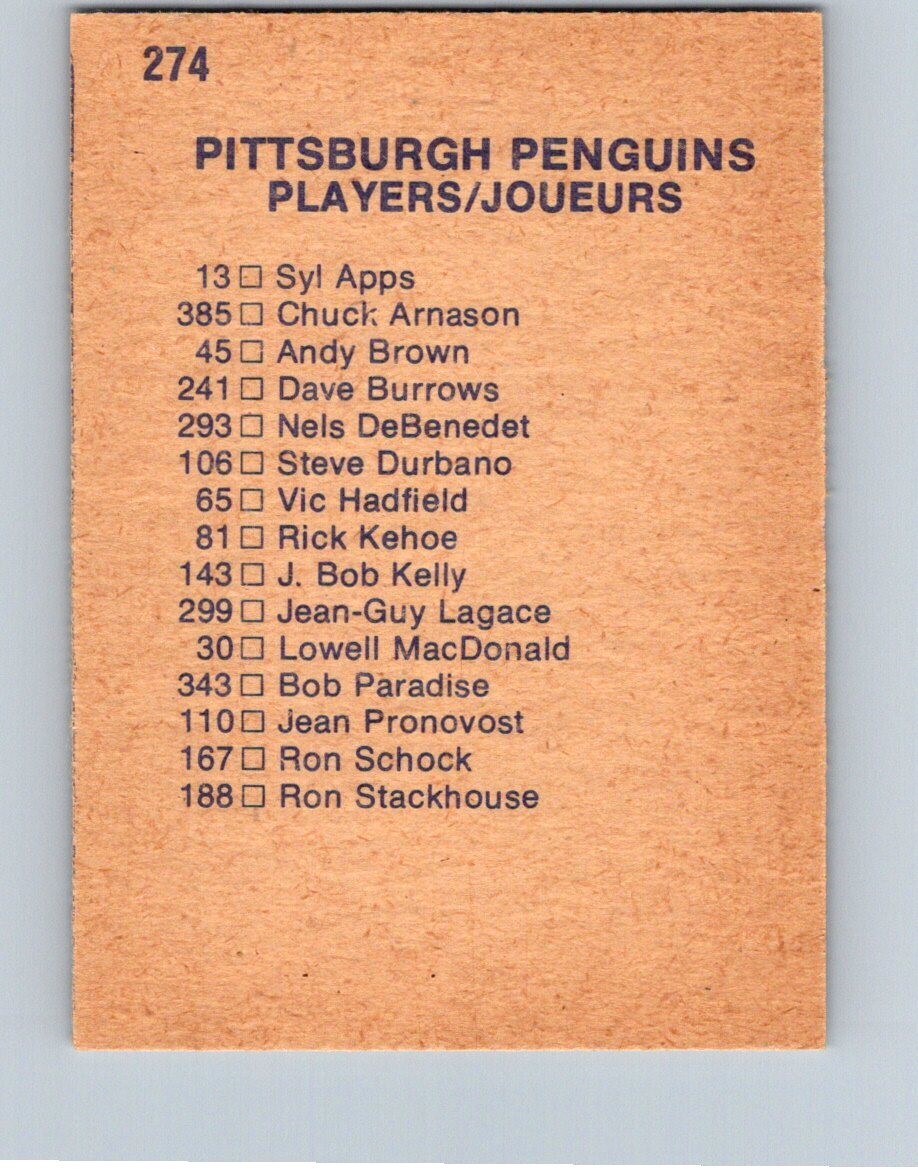 274
PITTSBURGH PENGUINS
PLAYERS/JOUEURS
13 □ Syl Apps
385 □ Chuck Arnason
45 □ Andy Brown
241 □ Dave Burrows
293 □ Nels DeBenedet
106 □ Steve Durbano
65 □ Vic Hadfield
81 □ Rick Kehoe
143 □ J. Bob Kelly
299 □ Jean-Guy Lagace
30 □ Lowell MacDonald
343 □ Bob Paradise
110 □ Jean Pronovost
167 □ Ron Schock
188 □ Ron Stackhouse